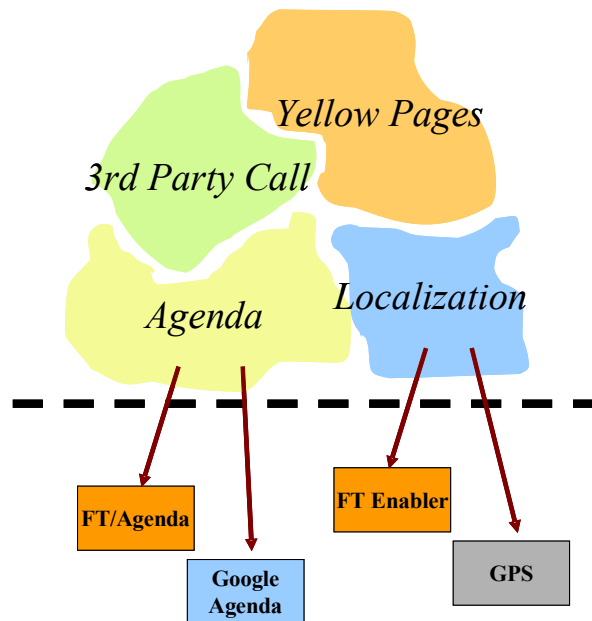 Yellow Pages
3rd Party Call
Localization
Agenda
FT/Agenda
FT Enabler
Google
Agenda
GPS